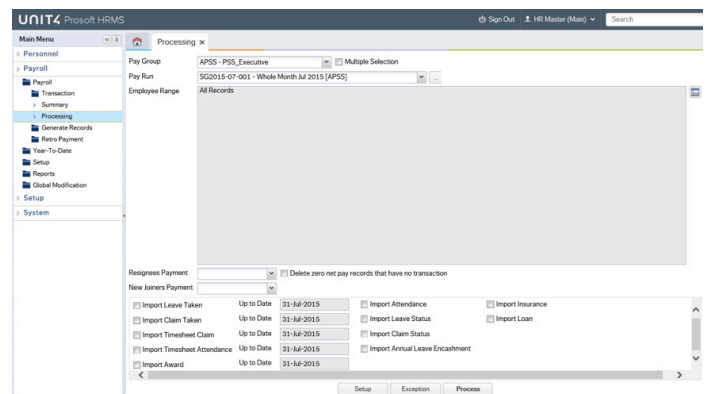 UNIT4 Prosoft HRMS
Sign Out HR Master (Main) Search
Main Menu
Processing
Personnel
Payroll
Payroll
Transaction
Summary
Processing
Generate Records
Retro Payment
Year-To-Date
Setup
Reports
Global Modification
Setup
System
Pay Group APSS - PSS_Executive Multiple Selection
Pay Run SG2015-07-001 - Whole Month Jul 2015 [APSS] ...
Employee Range All Records
Resignees Payment Delete zero net pay records that have no transaction
New Joiners Payment
Import Leave Taken Up to Date 31-Jul-2015 Import Attendance Import Insurance
Import Claim Taken Up to Date 31-Jul-2015 Import Leave Status Import Loan
Import Timesheet Claim Up to Date 31-Jul-2015 Import Claim Status
Import Timesheet Attendance Up to Date 31-Jul-2015 Import Annual Leave Encashment
Import Award Up to Date 31-Jul-2015
Setup Exception Process